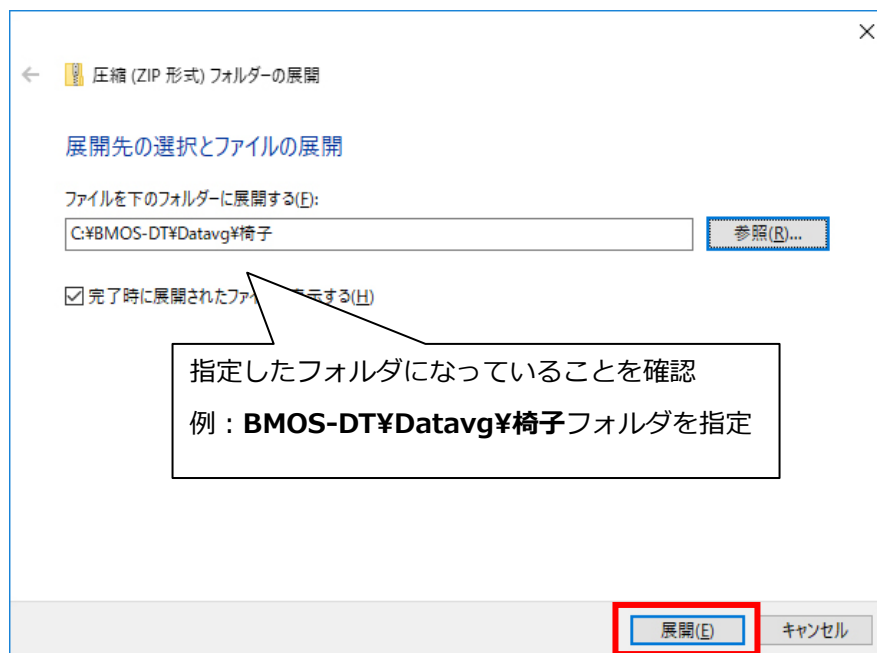 圧縮 (ZIP 形式) フォルダーの展開
展開先の選択とファイルの展開
ファイルを下のフォルダーに展開する(F):
C:¥BMOS-DT¥Datavg¥椅子
参照(R)...
完了時に展開されたファイ 表示する(H)
指定したフォルダになっていることを確認
例：BMOS-DT¥Datavg¥椅子フォルダを指定
展開(E) キャンセル